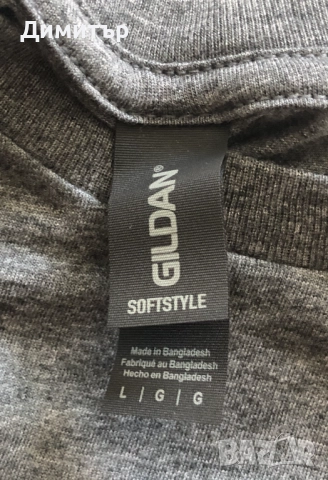 Димитър
GILDAN®
SOFTSTYLE
Made in Bangladesh
Fabriqué au Bangladesh
Hecho en Bangladesh
L | G | G
BAZAR